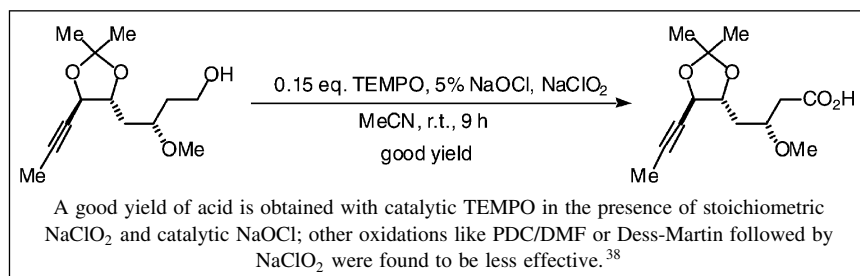 Me Me
O O OH
Me OMe
0.15 eq. TEMPO, 5% NaOCl, NaClO₂
MeCN, r.t., 9 h
good yield
Me Me
O O CO₂H
Me OMe
A good yield of acid is obtained with catalytic TEMPO in the presence of stoichiometric
NaClO₂ and catalytic NaOCl; other oxidations like PDC/DMF or Dess-Martin followed by
NaClO₂ were found to be less effective.³⁸